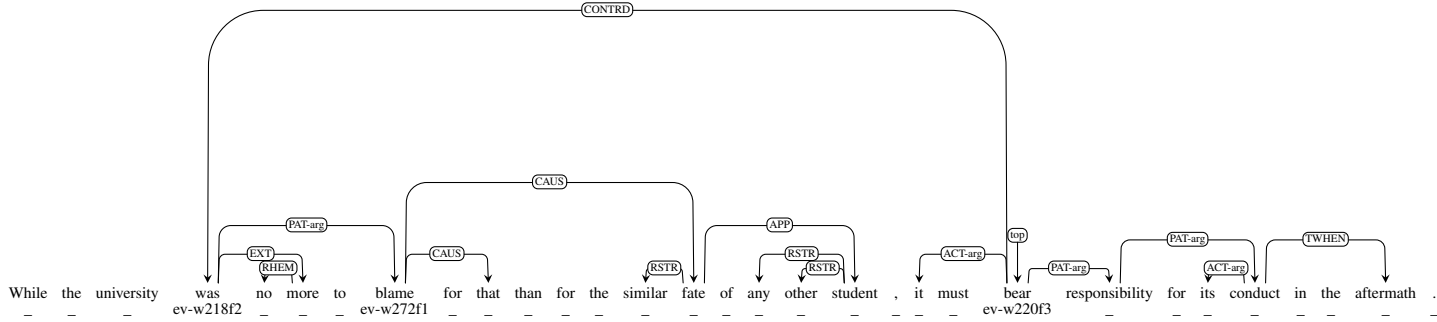 CONTRD
CAUS
PAT-arg APP
top
PAT-arg TWHEN
EXT CAUS RSTR ACT-arg
RHEM RSTR RSTR PAT-arg ACT-arg
While the university was no more to blame for that than for the similar fate of any other student , it must bear responsibility for its conduct in the aftermath .
_ _ _ ev-w218f2 _ _ _ ev-w272f1 _ _ _ _ _ _ _ _ _ _ _ _ _ _ ev-w220f3 _ _ _ _ _ _ _ _